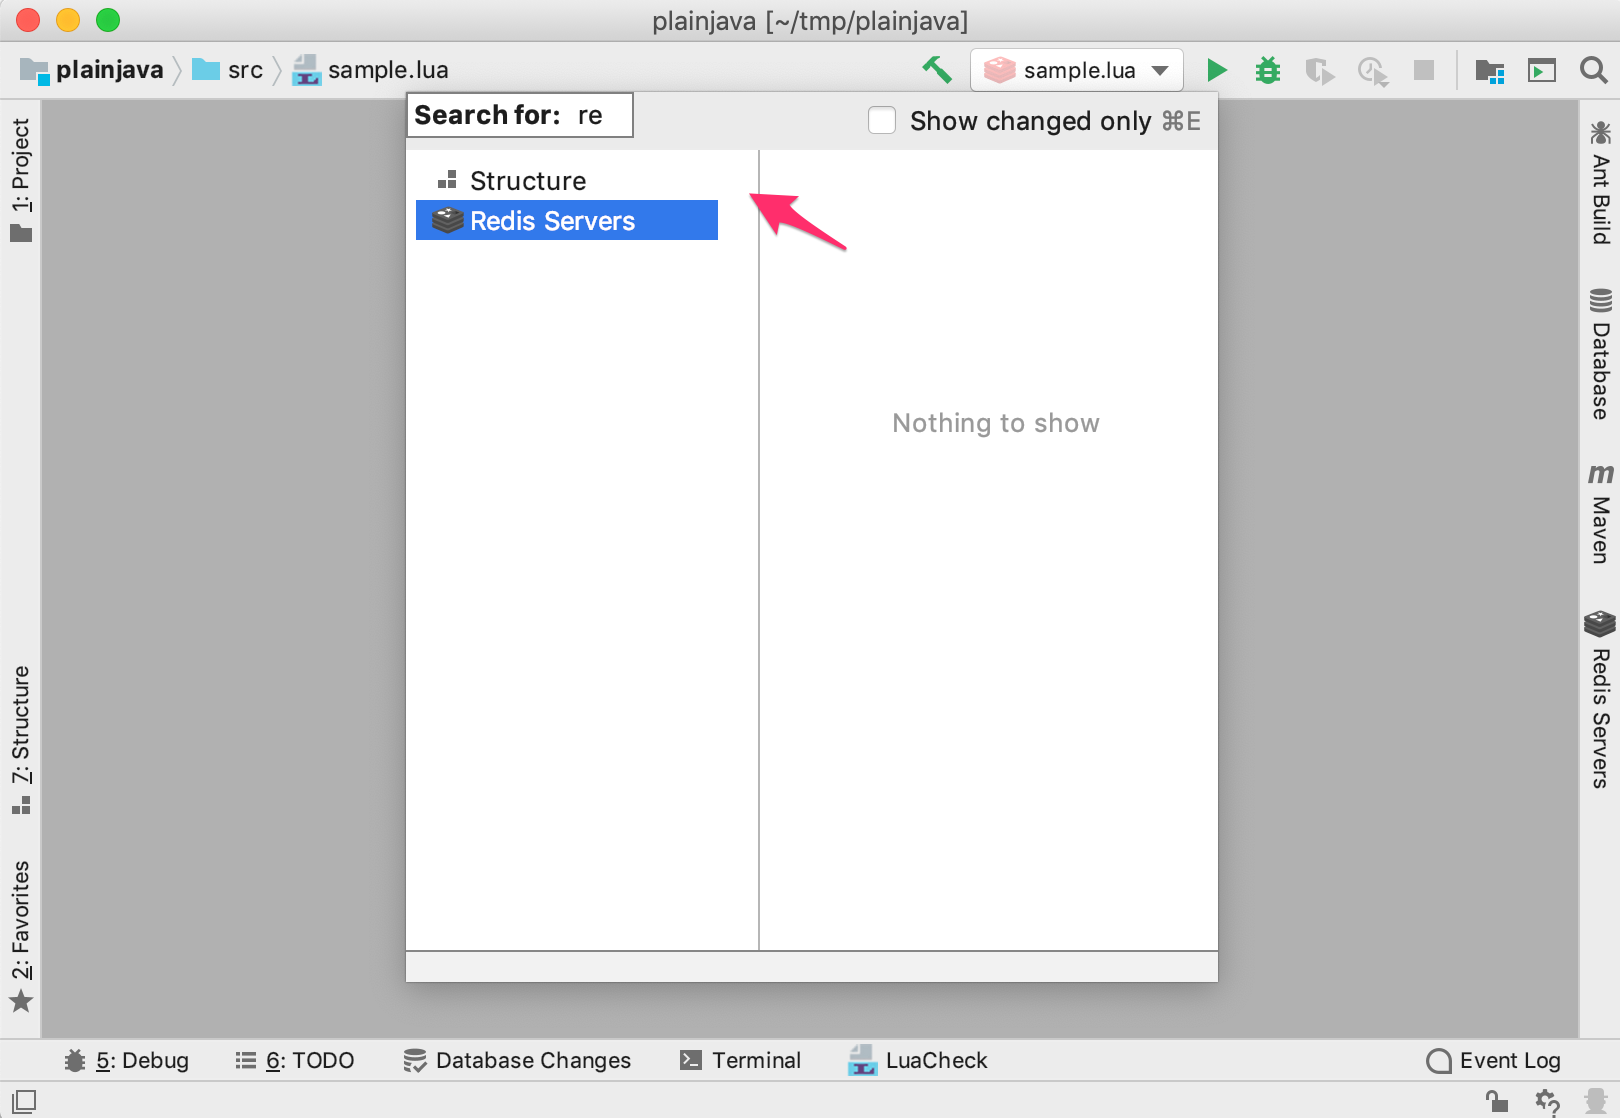 plainjava [~/tmp/plainjava]
plainjava src sample.lua
sample.lua
Search for: re
Show changed only ⌘E
Structure
Redis Servers
Nothing to show
1: Project
7: Structure
2: Favorites
Ant Build
Database
m
Maven
Redis Servers
5: Debug
6: TODO
Database Changes
Terminal
L LuaCheck
Event Log